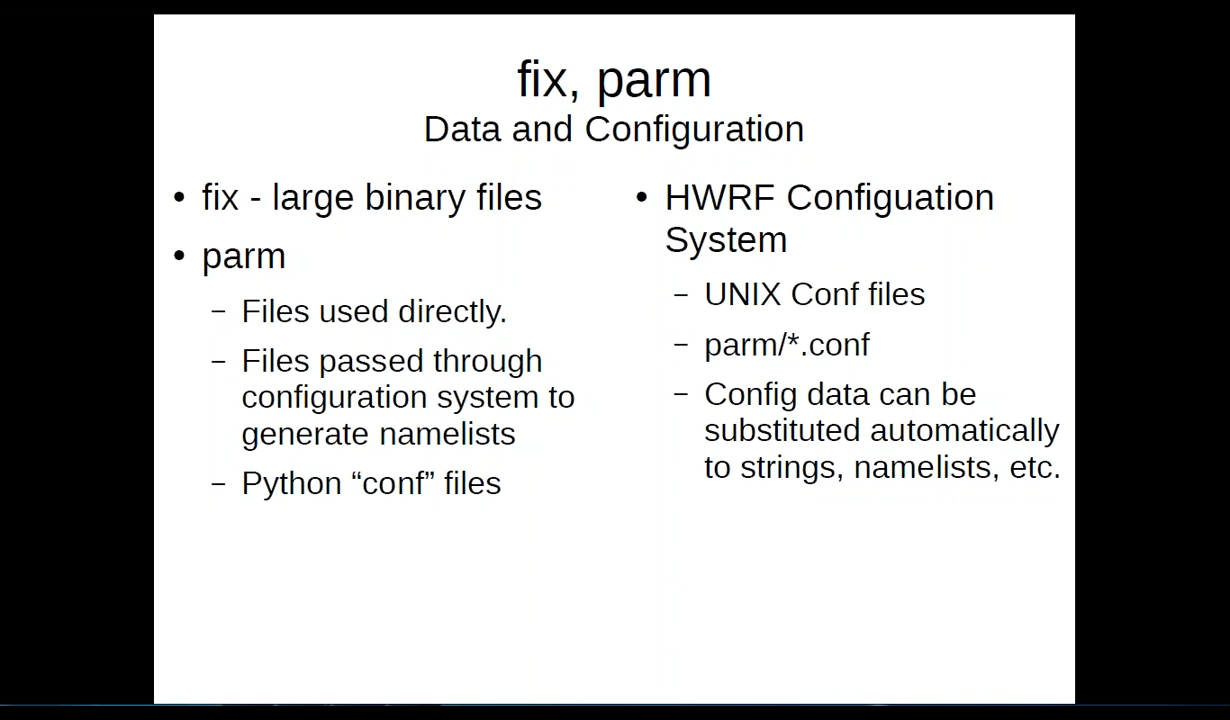 fix, parm
Data and Configuration
• fix - large binary files
• parm
– Files used directly.
– Files passed through
configuration system to
generate namelists
– Python “conf” files
• HWRF Configuation
System
– UNIX Conf files
– parm/*.conf
– Config data can be
substituted automatically
to strings, namelists, etc.